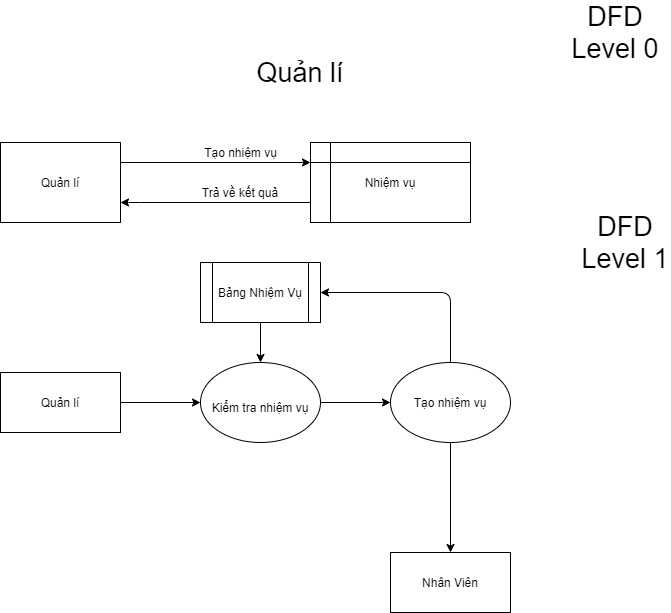 DFD
Level 0
Quản lí
Tạo nhiệm vụ
Quản lí
Nhiệm vụ
Trả về kết quả
DFD
Level 1
Bảng Nhiệm Vụ
Quản lí
Kiểm tra nhiệm vụ
Tạo nhiệm vụ
Nhân Viên